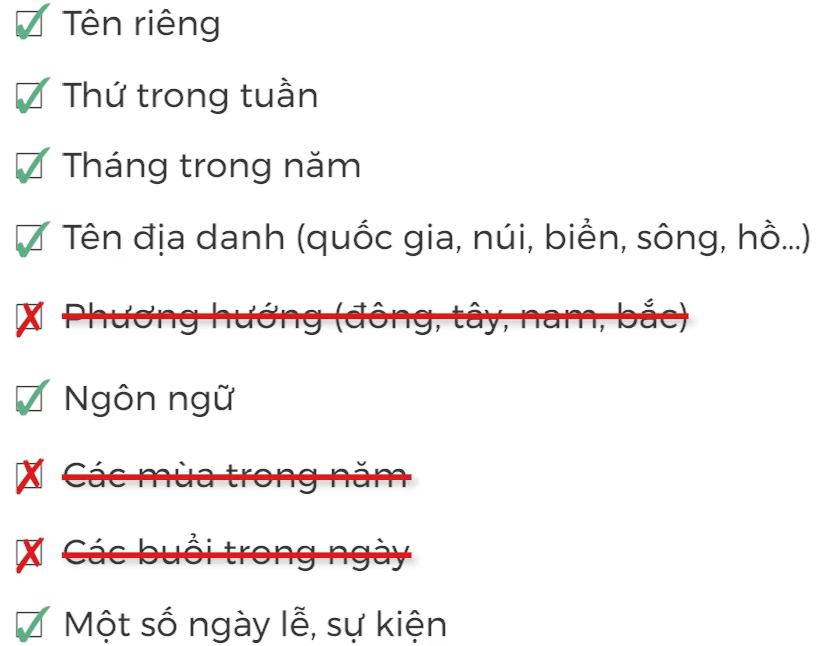 Tên riêng
Thứ trong tuần
Tháng trong năm
Tên địa danh (quốc gia, núi, biển, sông, hồ...)
Phương hướng (đông, tây, nam, bắc)
Ngôn ngữ
Các mùa trong năm
Các buổi trong ngày
Một số ngày lễ, sự kiện